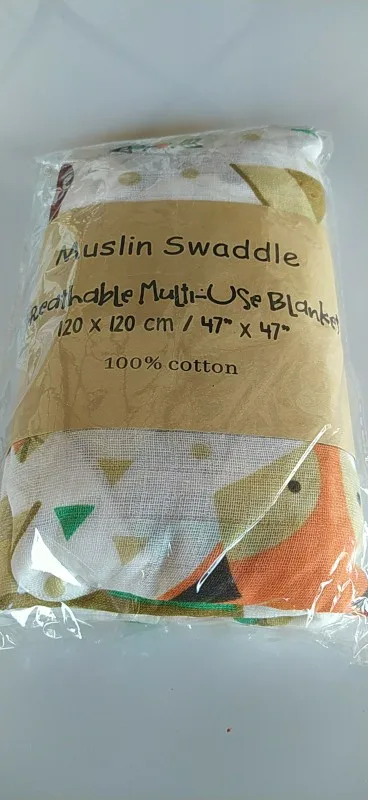 Muslin Swaddle
Breathable Multi-Use Blanket
120 x 120 cm / 47" x 47"
100% cotton